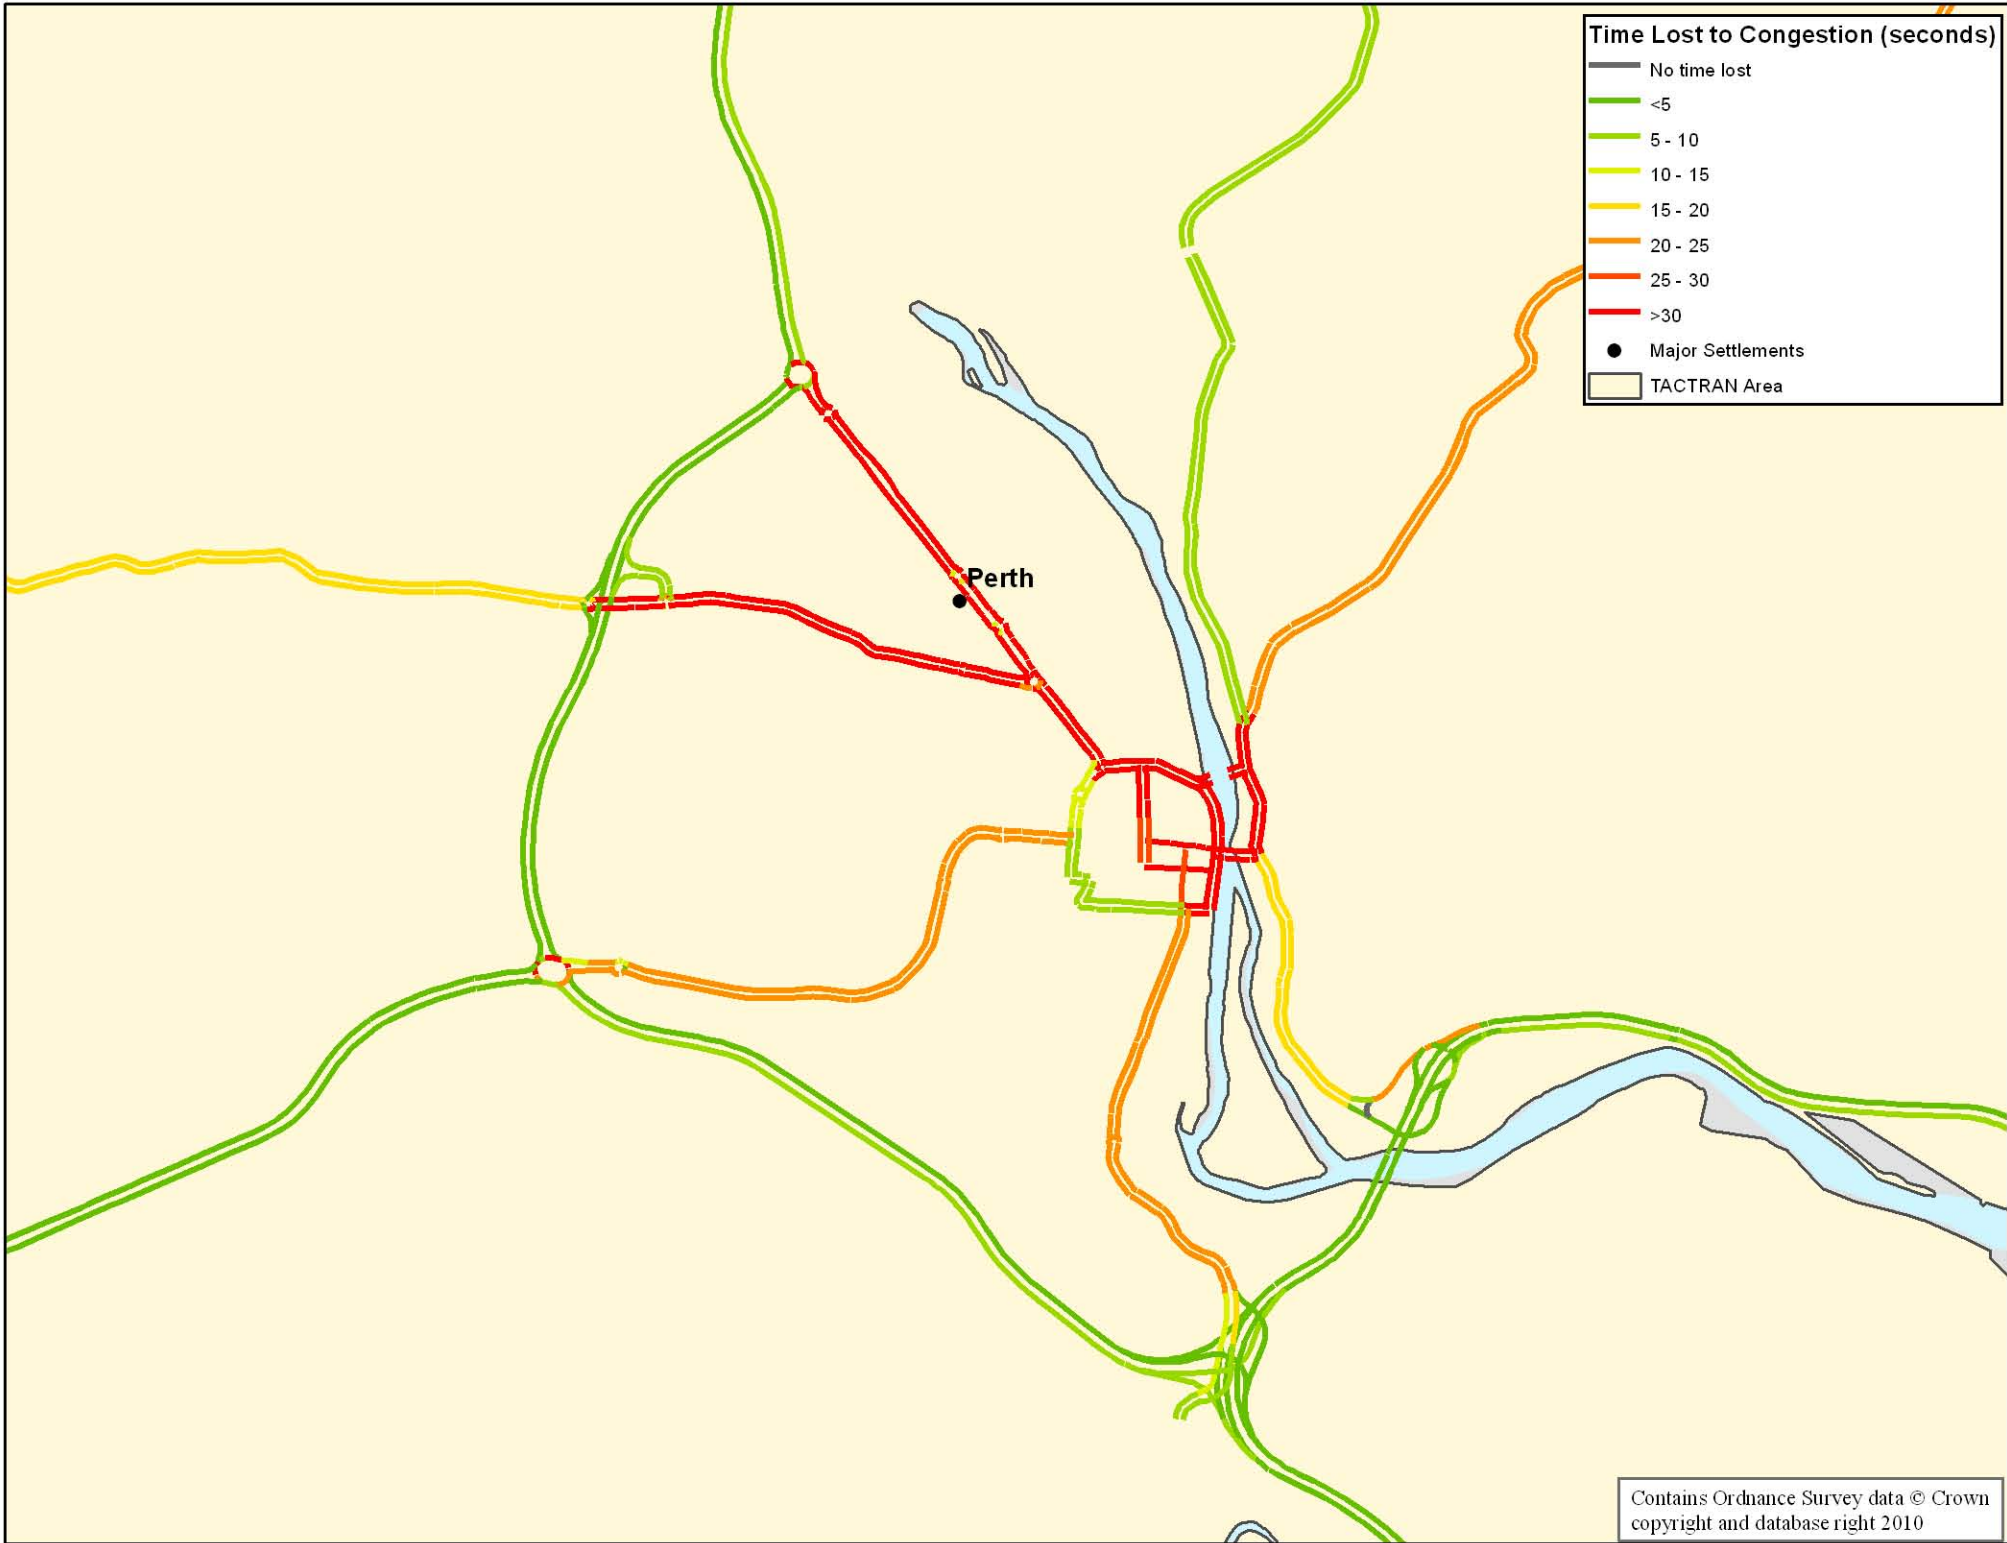 Time Lost to Congestion (seconds)
No time lost
<5
5 - 10
10 - 15
15 - 20
20 - 25
25 - 30
>30
Major Settlements
TACTRAN Area
Perth
Contains Ordnance Survey data © Crown
copyright and database right 2010